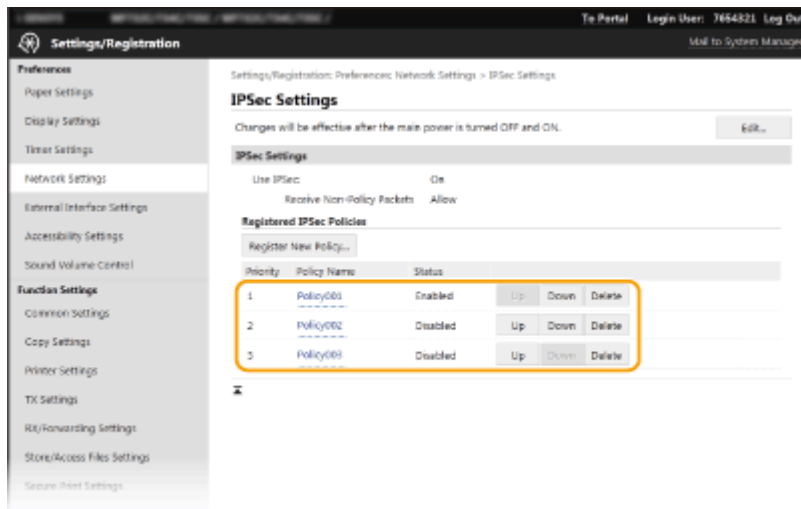 To Portal Login User: 7654321 Log Ou
Settings/Registration
Mail to System Manage
Preferences
Paper Settings
Display Settings
Timer Settings
Network Settings
External Interface Settings
Accessibility Settings
Sound Volume Control
Function Settings
Common Settings
Copy Settings
Printer Settings
TX Settings
RX/Forwarding Settings
Store/Access Files Settings
Secure Print Settings
Settings/Registration: Preferences: Network Settings > IPSec Settings
IPSec Settings
Changes will be effective after the main power is turned OFF and ON.
Edit...
IPSec Settings
Use IPSec: On
Receive Non-Policy Packets Allow
Registered IPSec Policies
Register New Policy...
Priority Policy Name Status
1 Policy001 Enabled Up Down Delete
2 Policy002 Disabled Up Down Delete
3 Policy003 Disabled Up Down Delete